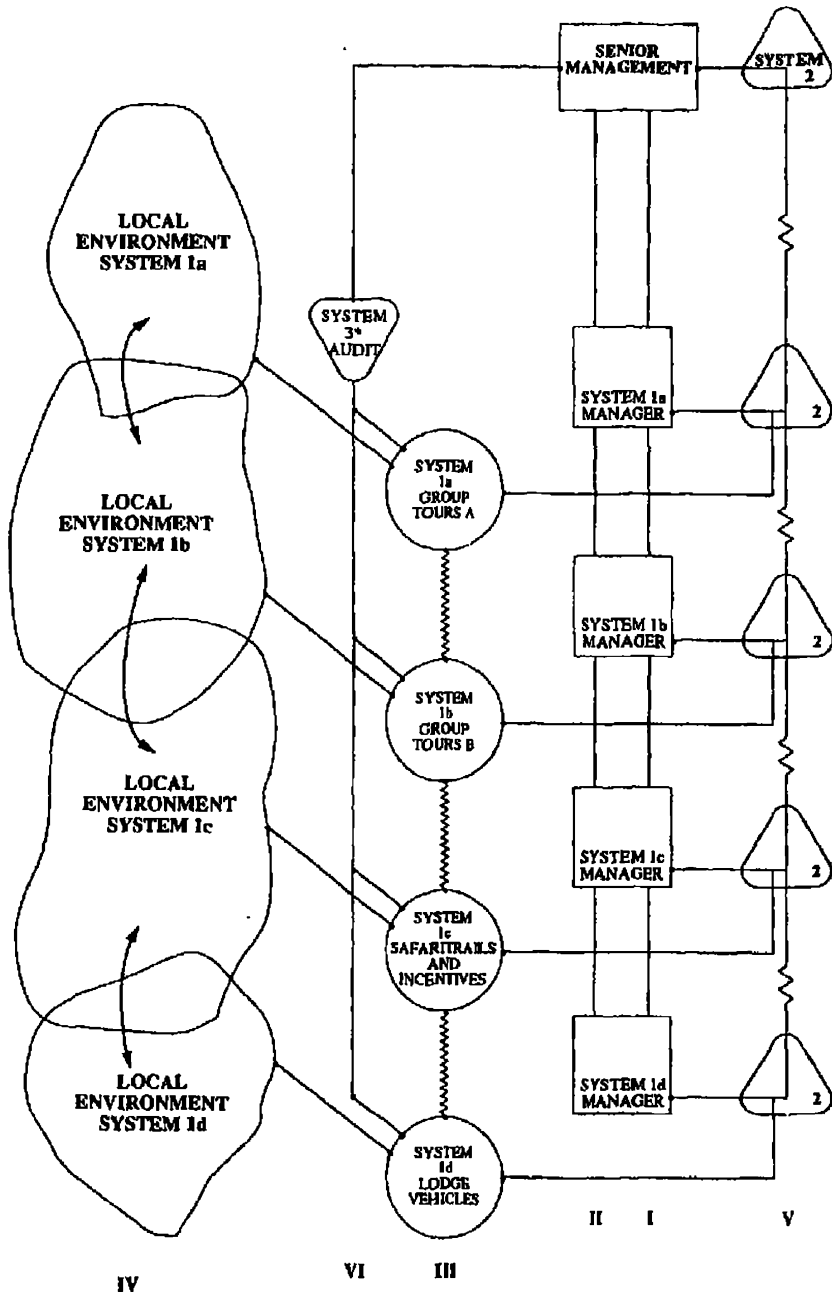 SENIOR
MANAGEMENT
SYSTEM
2
LOCAL
ENVIRONMENT
SYSTEM 1a
SYSTEM
3*
AUDIT
SYSTEM 1a
MANAGER
2
SYSTEM
1a
GROUP
TOURS A
LOCAL
ENVIRONMENT
SYSTEM 1b
SYSTEM 1b
MANAGER
2
SYSTEM
1b
GROUP
TOURS B
LOCAL
ENVIRONMENT
SYSTEM 1c
SYSTEM 1c
MANAGER
2
SYSTEM
1c
SAFARITRAILS
AND
INCENTIVES
LOCAL
ENVIRONMENT
SYSTEM 1d
SYSTEM 1d
MANAGER
2
SYSTEM
1d
LODGE
VEHICLES
II
I
V
IV
VI
III